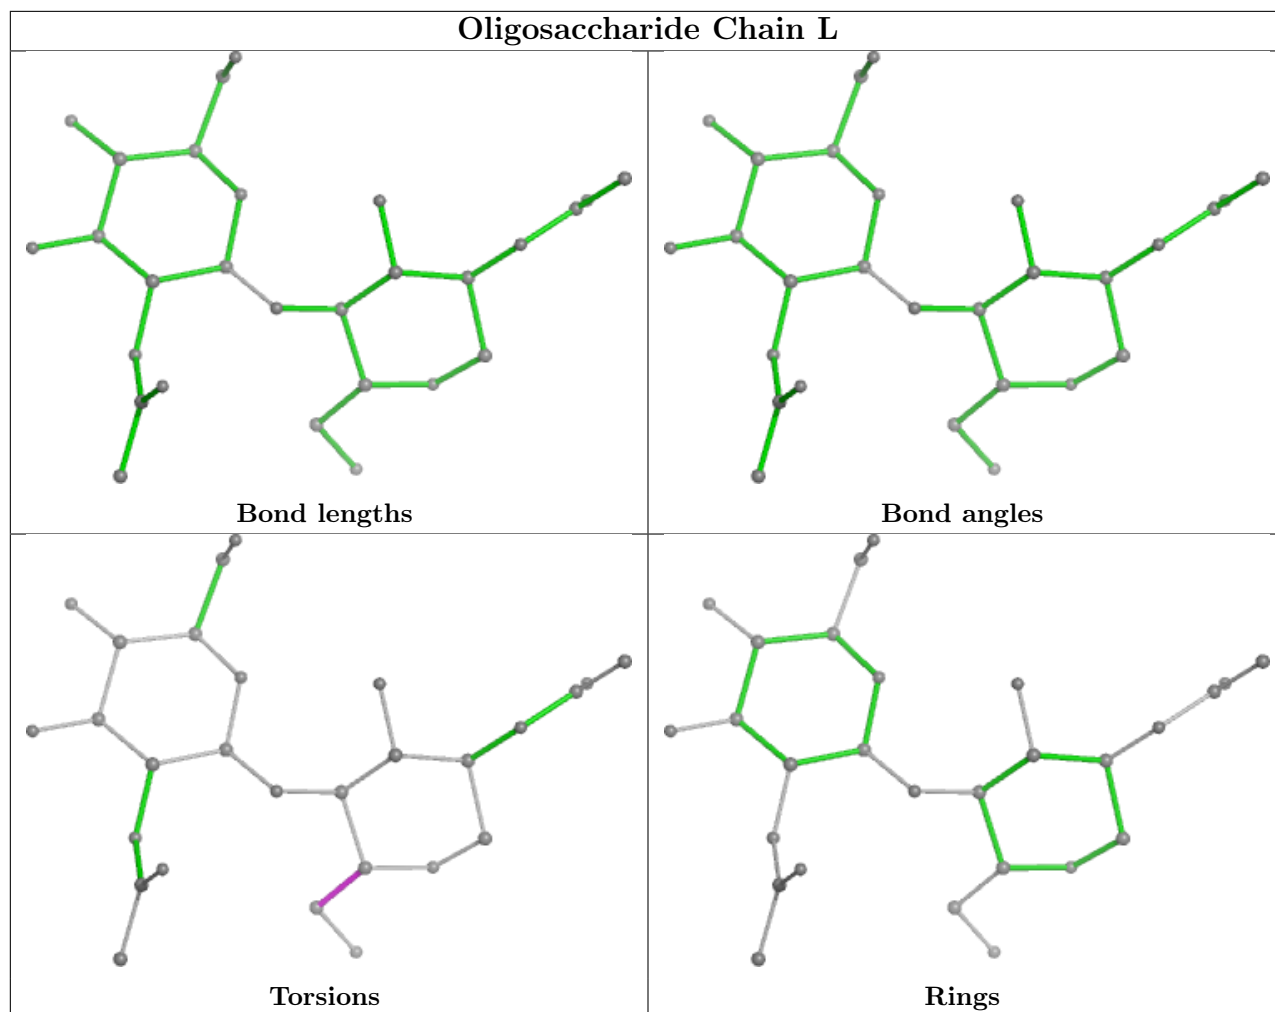 Oligosaccharide Chain L
Bond lengths
Bond angles
Torsions
Rings